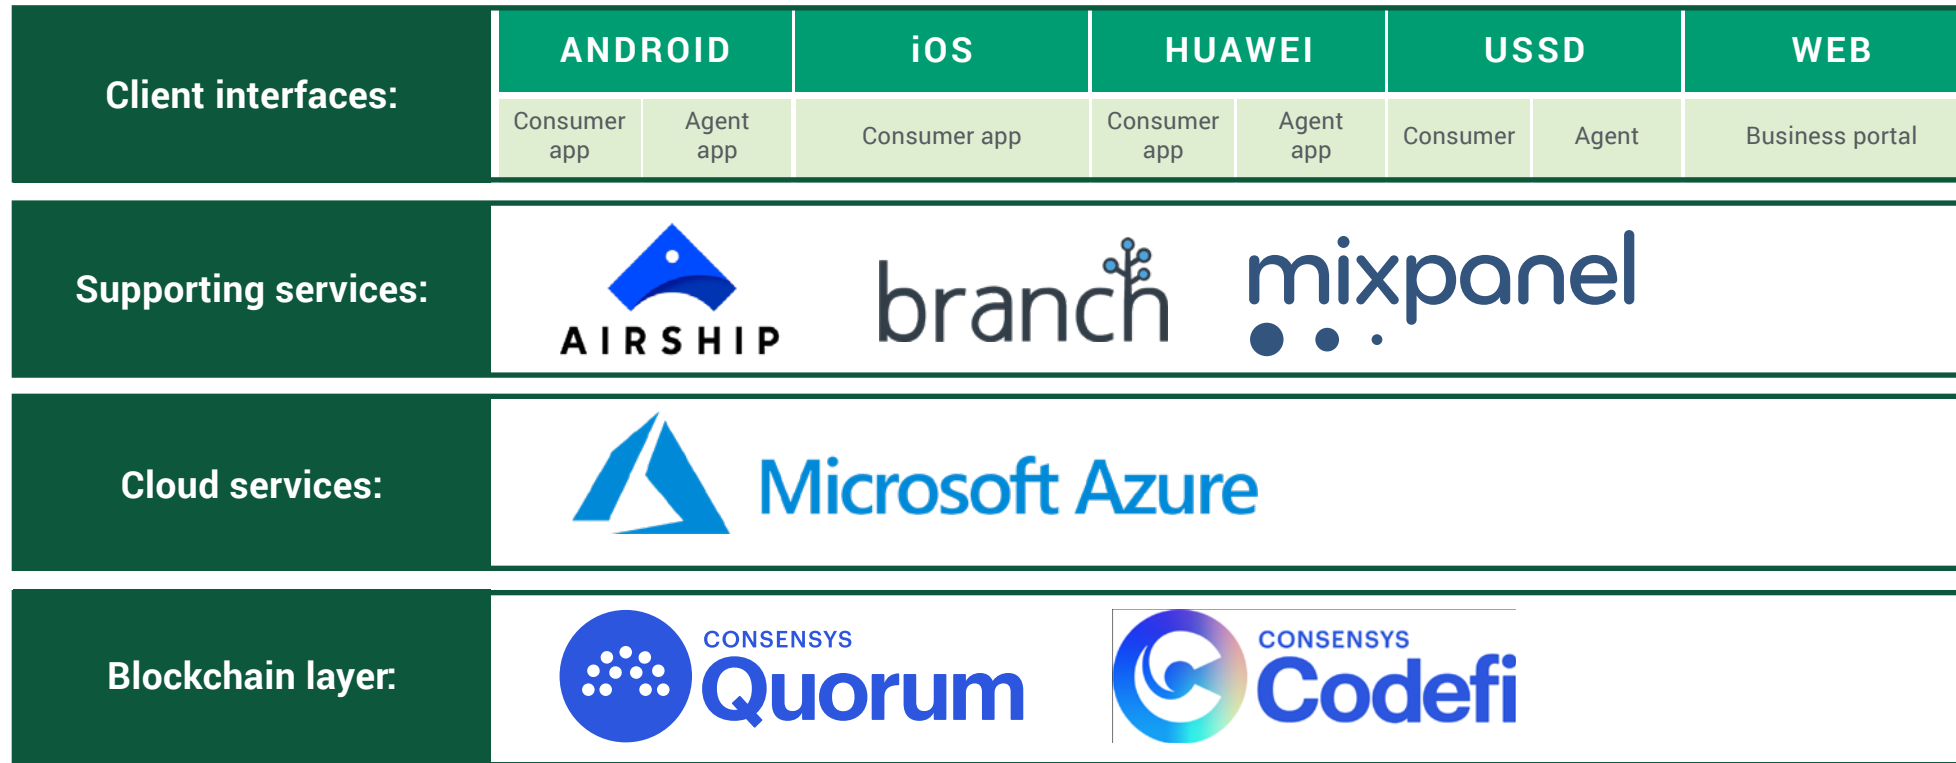 Client interfaces:
ANDROID iOS HUAWEI USSD WEB
Consumer app Agent app Consumer app Consumer app Agent app Consumer Agent Business portal
Supporting services:
AIRSHIP branch mixpanel
Cloud services:
Microsoft Azure
Blockchain layer:
CONSENSYS
Quorum
CONSENSYS
Codefi